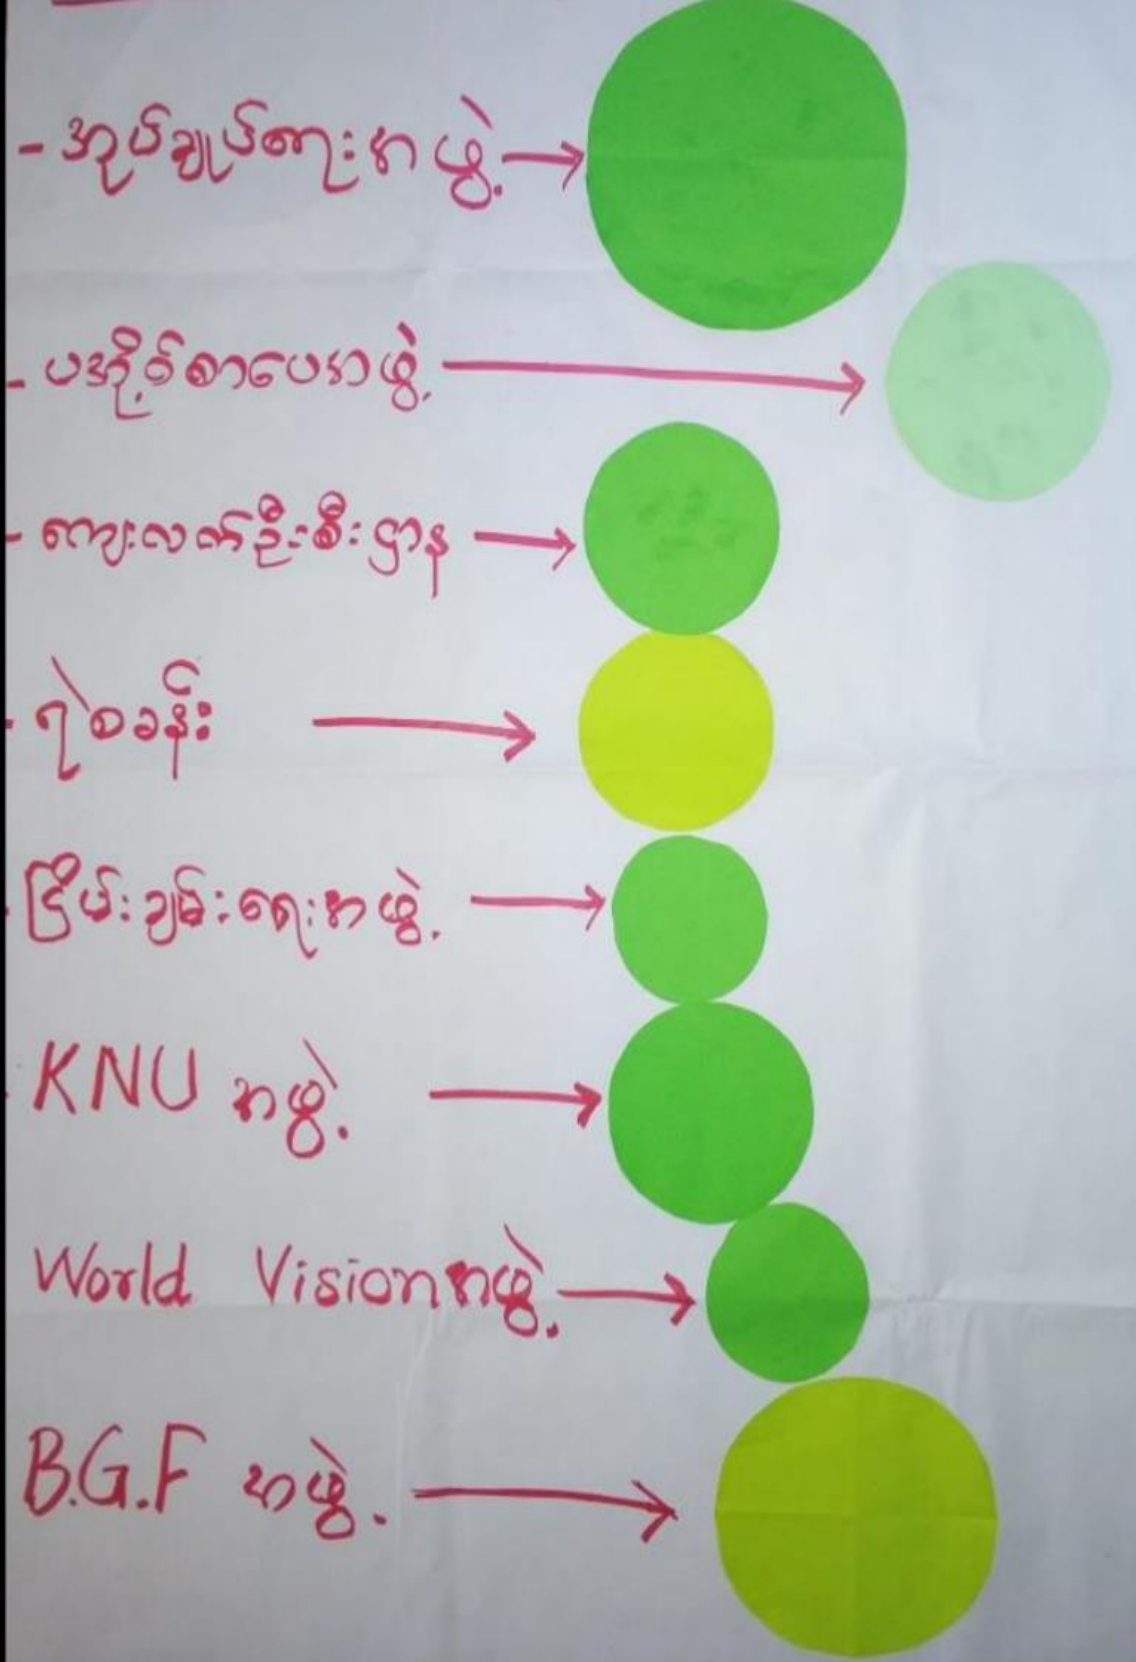 - အုပ်ချုပ်ရေးအဖွဲ့
- ပအိုဝ်စာပေအဖွဲ့
- ကျေးလက်ဦးစီးဌာန
- ရဲစခန်း
- ငြိမ်းချမ်းရေးအဖွဲ့
KNU အဖွဲ့
World Vision အဖွဲ့
B.G.F အဖွဲ့